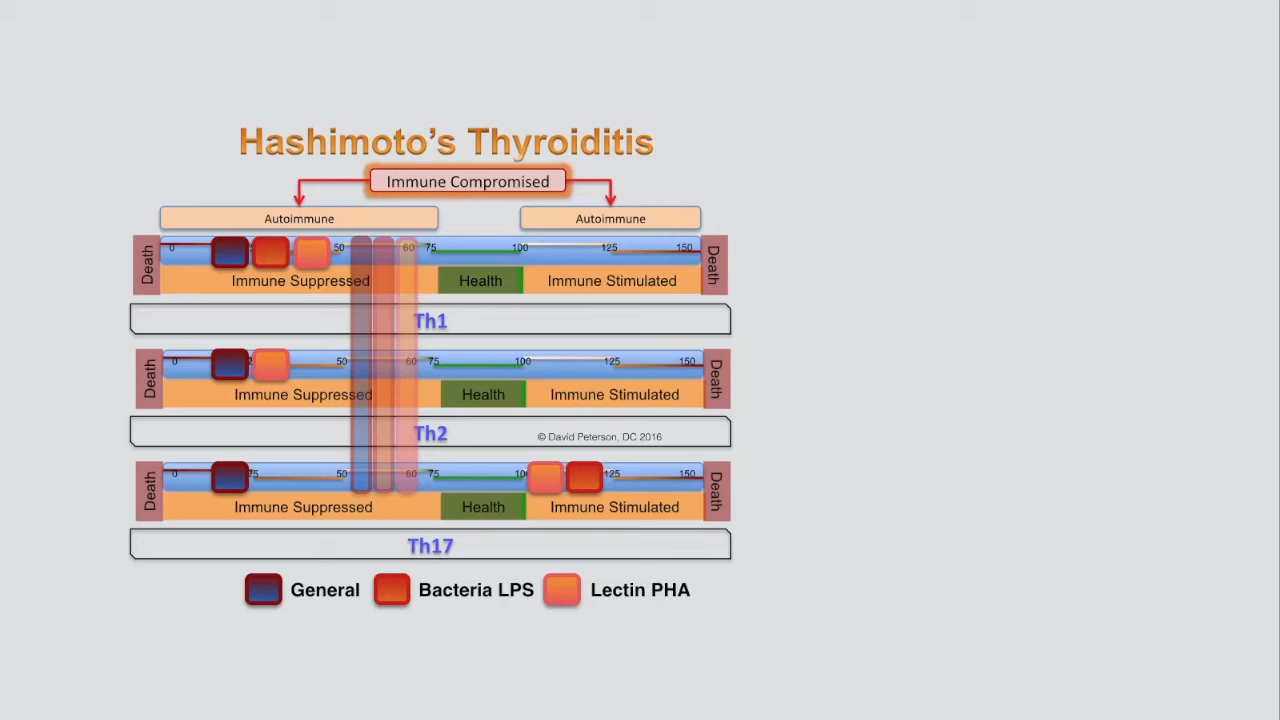 Hashimoto's Thyroiditis
Immune Compromised
Autoimmune Autoimmune
Death 0 50 60 75 100 125 150 Death
Immune Suppressed Health Immune Stimulated
Th1
Death 0 50 60 75 100 125 150 Death
Immune Suppressed Health Immune Stimulated
Th2 © David Peterson, DC 2016
Death 0 50 60 75 125 150 Death
Immune Suppressed Health Immune Stimulated
Th17
General Bacteria LPS Lectin PHA